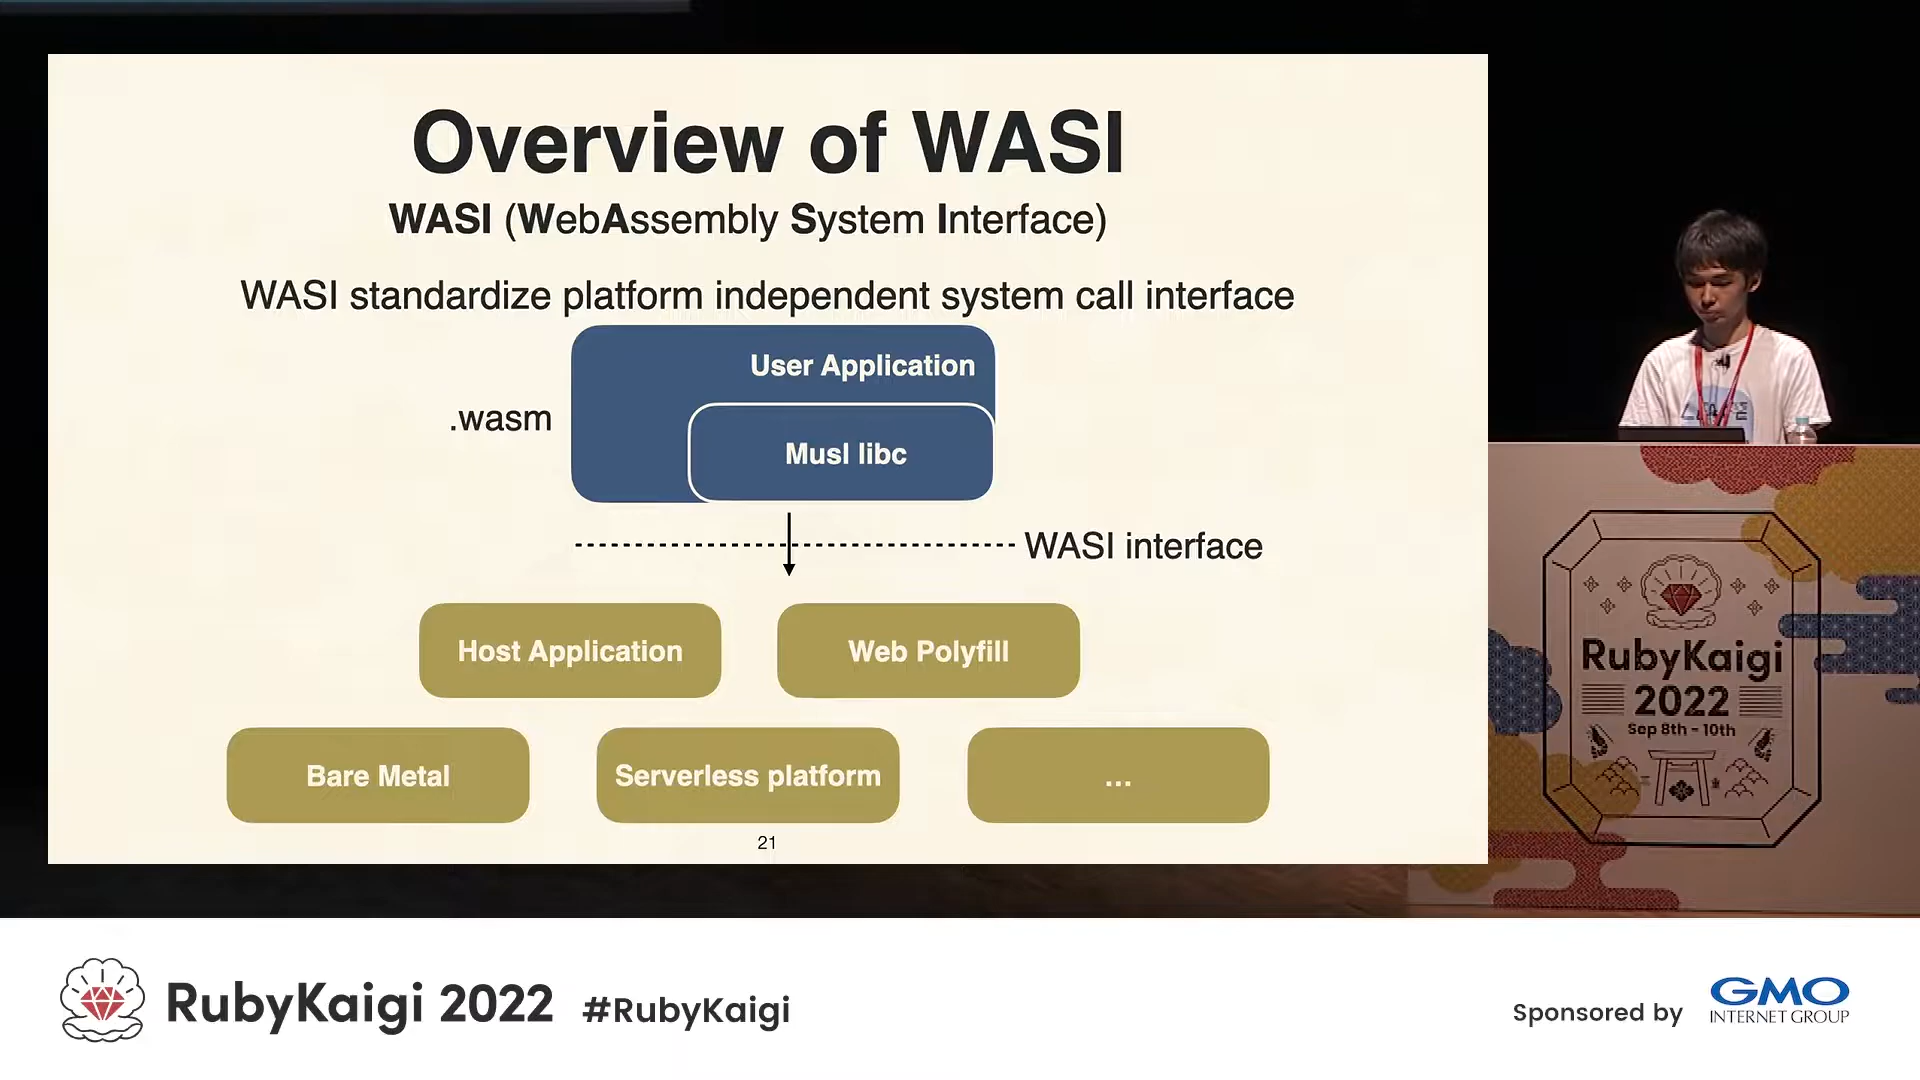 Overview of WASI
WASI (WebAssembly System Interface)
WASI standardize platform independent system call interface
User Application
.wasm
Musl libc
WASI interface
Host Application
Web Polyfill
Bare Metal
Serverless platform
...
21
RubyKaigi
2022
Sep 8th - 10th
RubyKaigi 2022
#RubyKaigi
Sponsored by
GMO
INTERNET GROUP